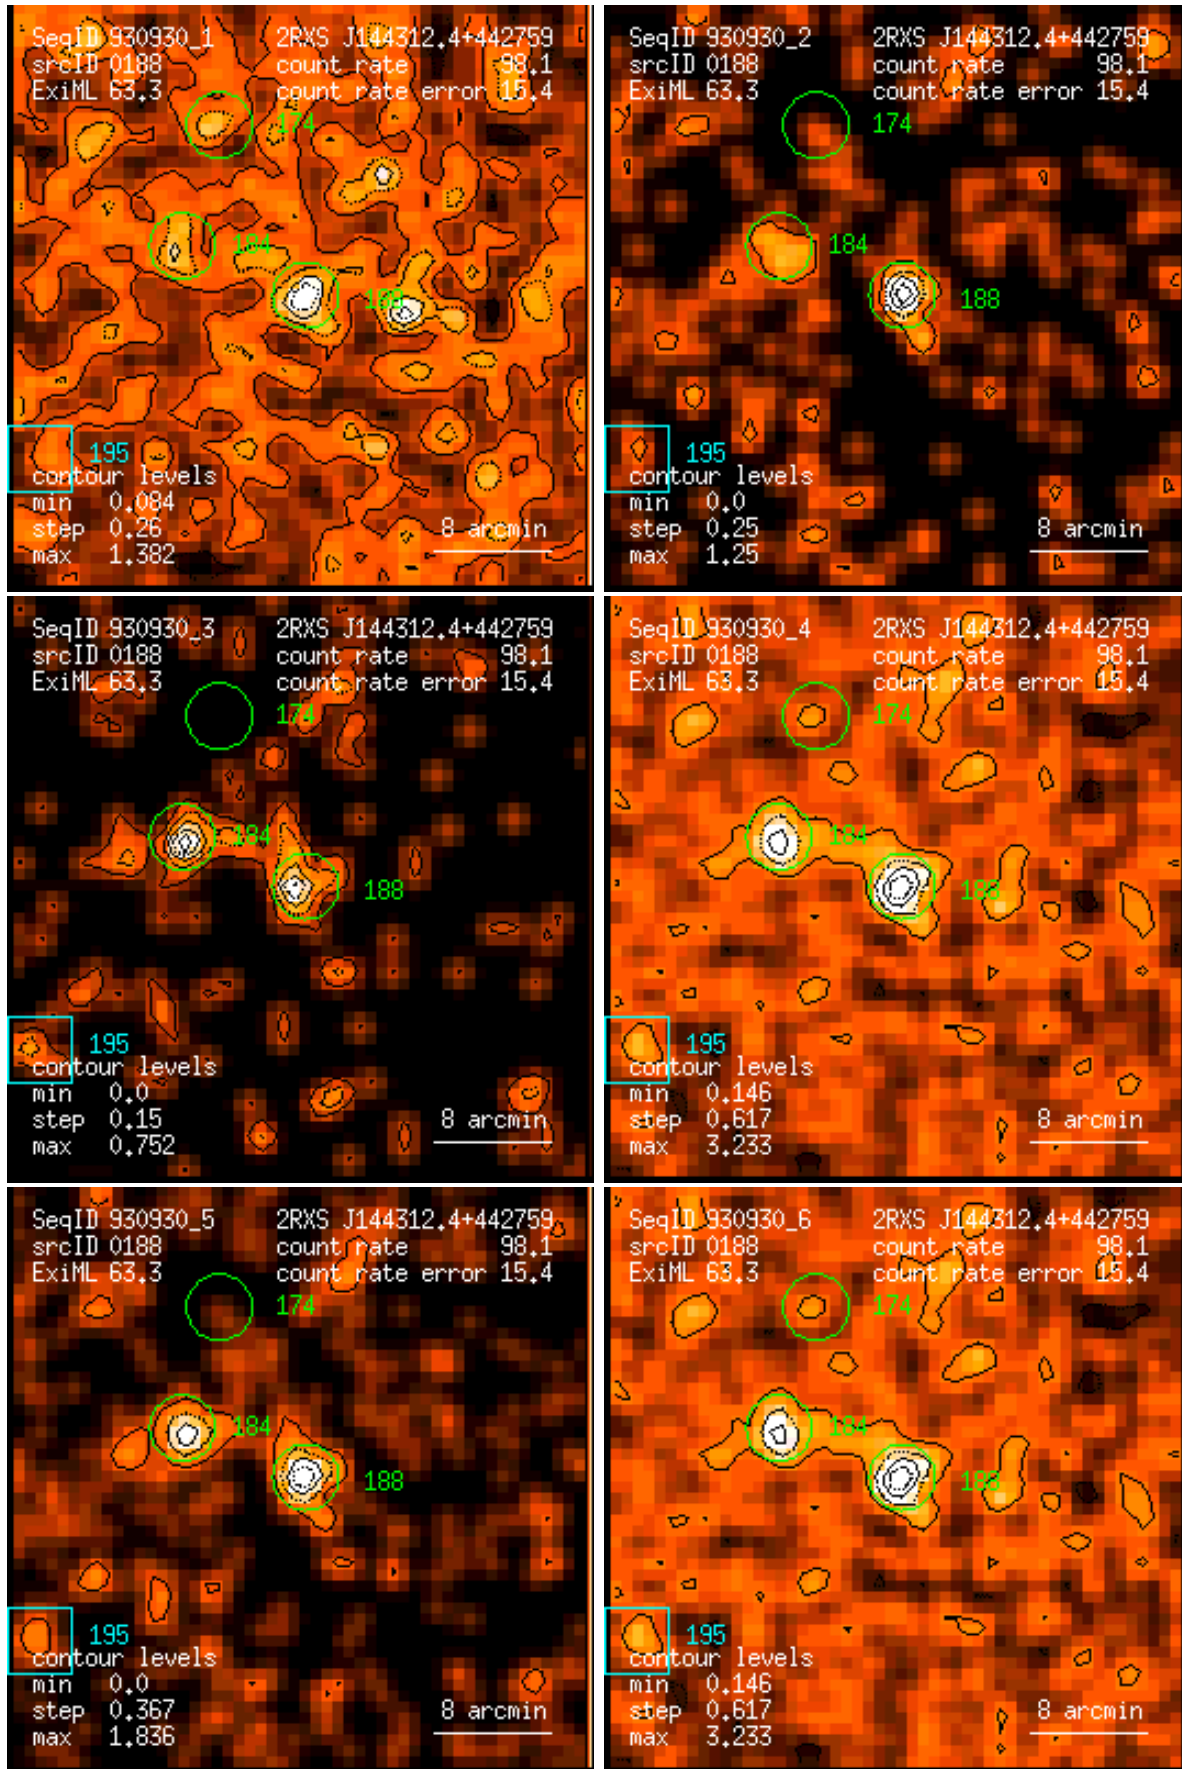 SeqID 930930_1 2RXS J144312.4+442759
srcID 0188 count rate 98.1
ExiML 63.3 count rate error 15.4
174
184
188
195
contour levels
min 0.084
step 0.26 8 arcmin
max 1.382
SeqID 930930_2 2RXS J144312.4+442759
srcID 0188 count rate 98.1
ExiML 63.3 count rate error 15.4
174
184
188
195
contour levels
min 0.0
step 0.25 8 arcmin
max 1.25
SeqID 930930_3 2RXS J144312.4+442759
srcID 0188 count rate 98.1
ExiML 63.3 count rate error 15.4
174
184
188
195
contour levels
min 0.0
step 0.15 8 arcmin
max 0.752
SeqID 930930_4 2RXS J144312.4+442759
srcID 0188 count rate 98.1
ExiML 63.3 count rate error 15.4
174
184
188
195
contour levels
min 0.146
step 0.617 8 arcmin
max 3.233
SeqID 930930_5 2RXS J144312.4+442759
srcID 0188 count rate 98.1
ExiML 63.3 count rate error 15.4
174
184
188
195
contour levels
min 0.0
step 0.367 8 arcmin
max 1.836
SeqID 930930_6 2RXS J144312.4+442759
srcID 0188 count rate 98.1
ExiML 63.3 count rate error 15.4
174
184
188
195
contour levels
min 0.146
step 0.617 8 arcmin
max 3.233